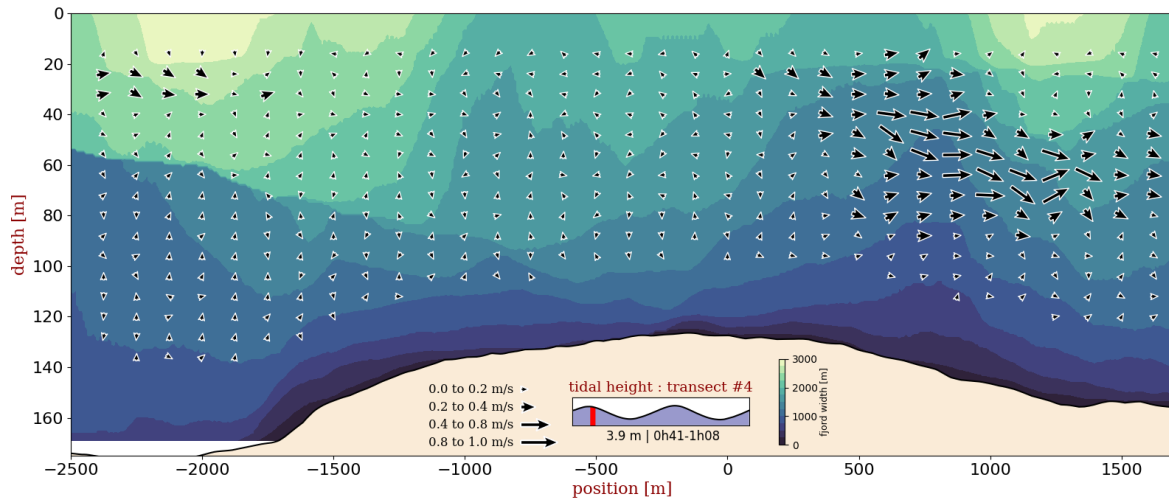 0
20
40
60
80
100
120
140
160
depth [m]
−2500
−2000
−1500
−1000
−500
0
500
1000
1500
position [m]
0.0 to 0.2 m/s
0.2 to 0.4 m/s
0.4 to 0.8 m/s
0.8 to 1.0 m/s
tidal height : transect #4
3.9 m | 0h41-1h08
3000
2000
1000
0
fjord width [m]